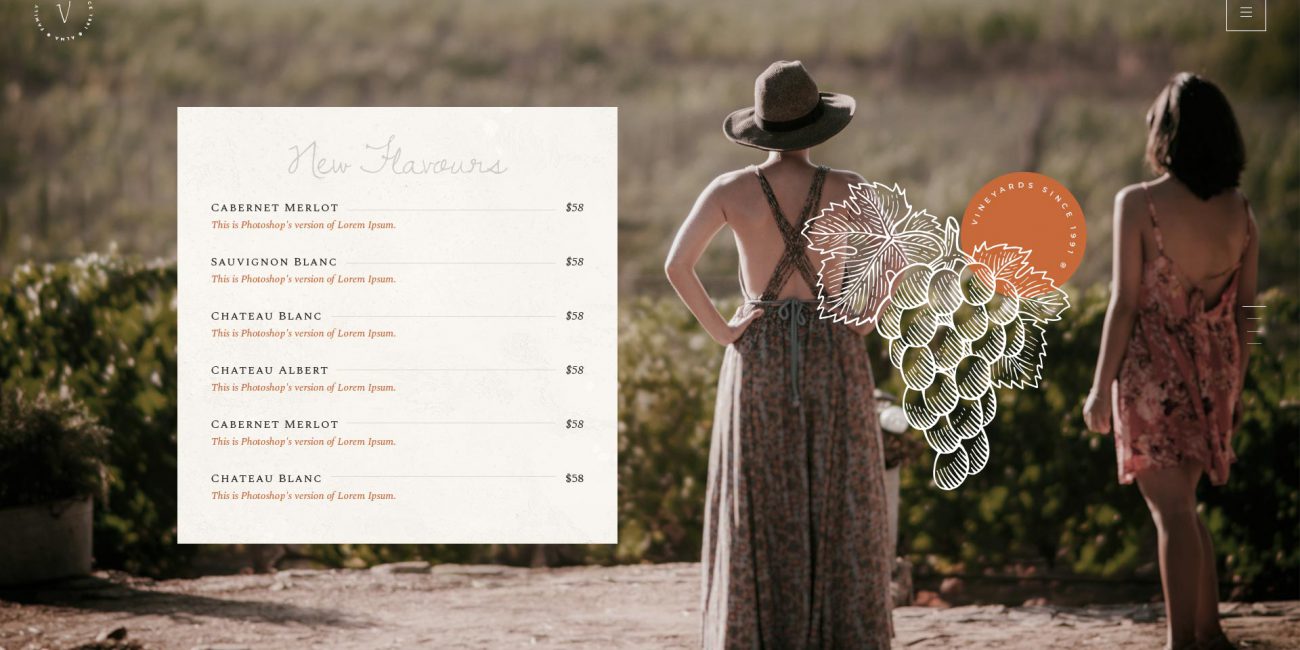 V
ALMA • FAMILY
New Flavours
CABERNET MERLOT $58
This is Photoshop's version of Lorem Ipsum.
SAUVIGNON BLANC $58
This is Photoshop's version of Lorem Ipsum.
CHATEAU BLANC $58
This is Photoshop's version of Lorem Ipsum.
CHATEAU ALBERT $58
This is Photoshop's version of Lorem Ipsum.
CABERNET MERLOT $58
This is Photoshop's version of Lorem Ipsum.
CHATEAU BLANC $58
This is Photoshop's version of Lorem Ipsum.
VINEYARDS SINCE 1991 ®